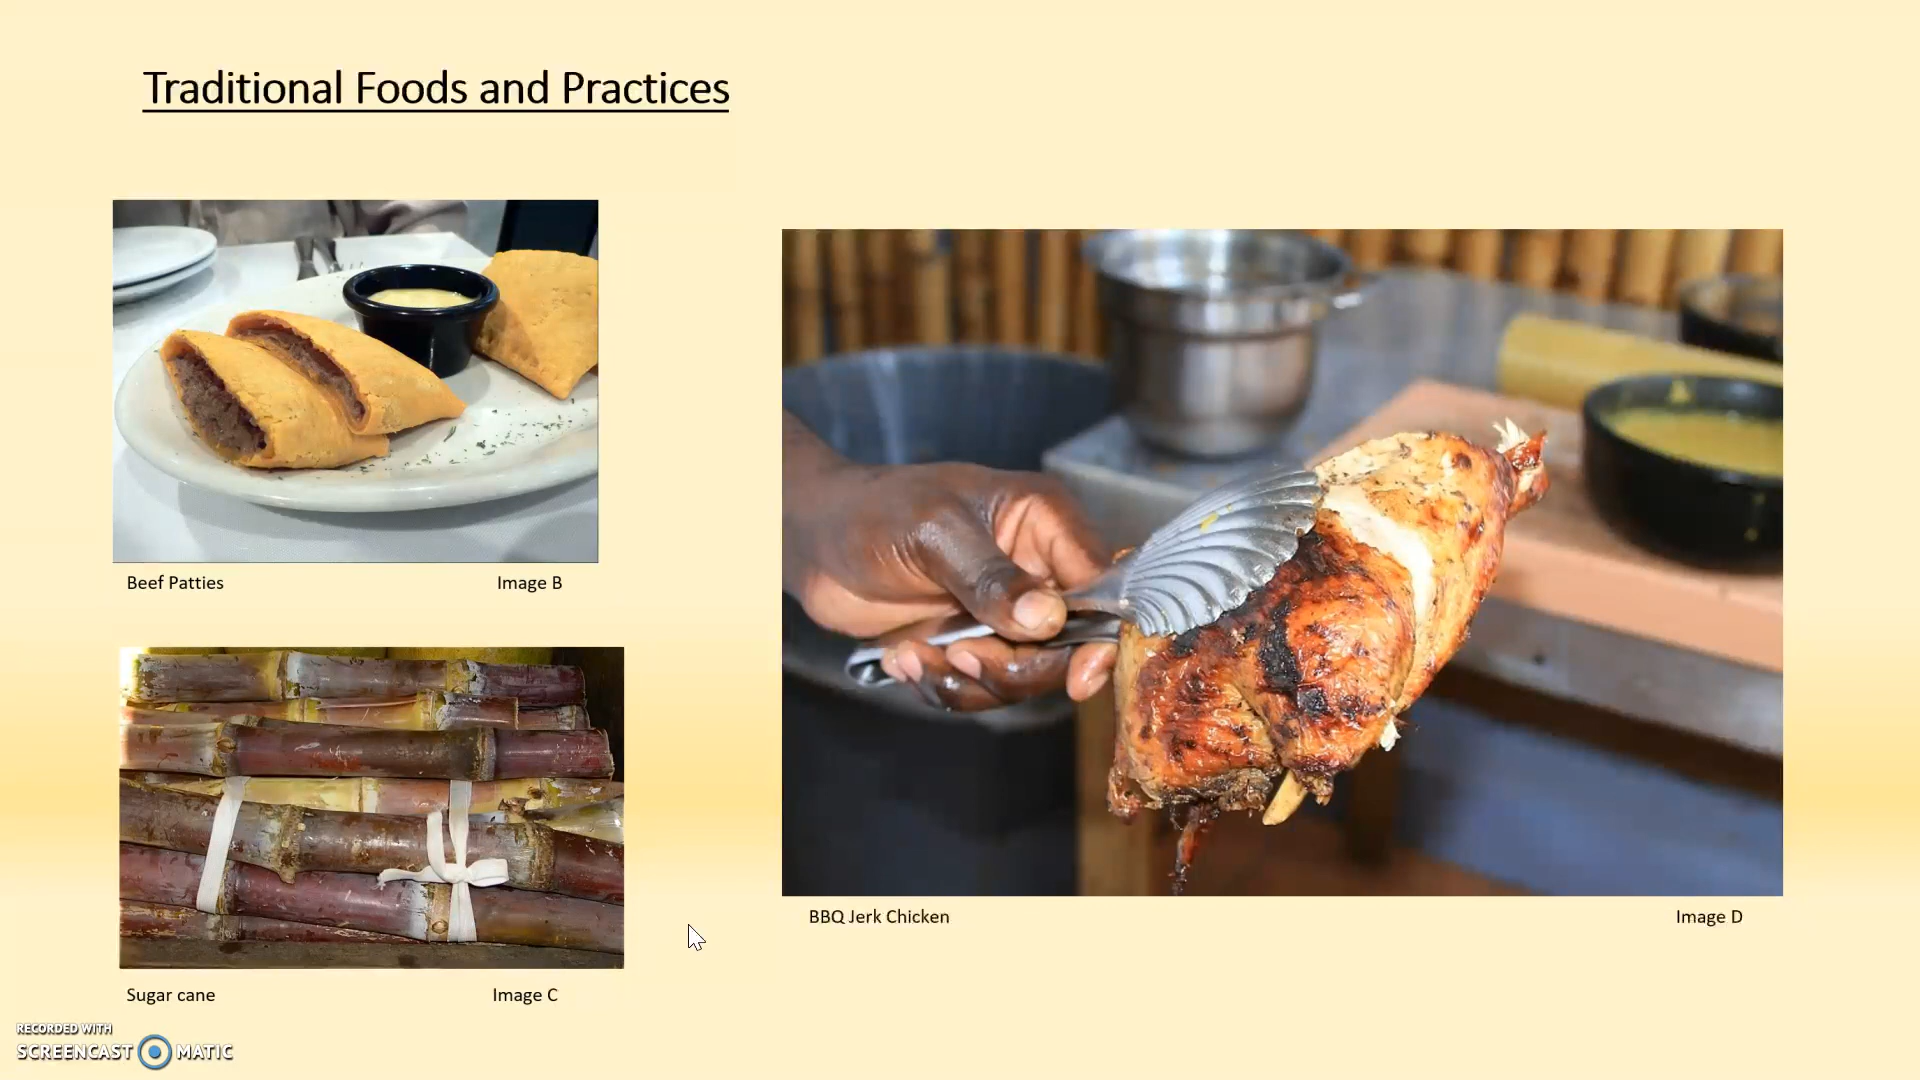 Traditional Foods and Practices
Beef Patties Image B
Sugar cane Image C
BBQ Jerk Chicken Image D
RECORDED WITH
SCREENCAST MATIC